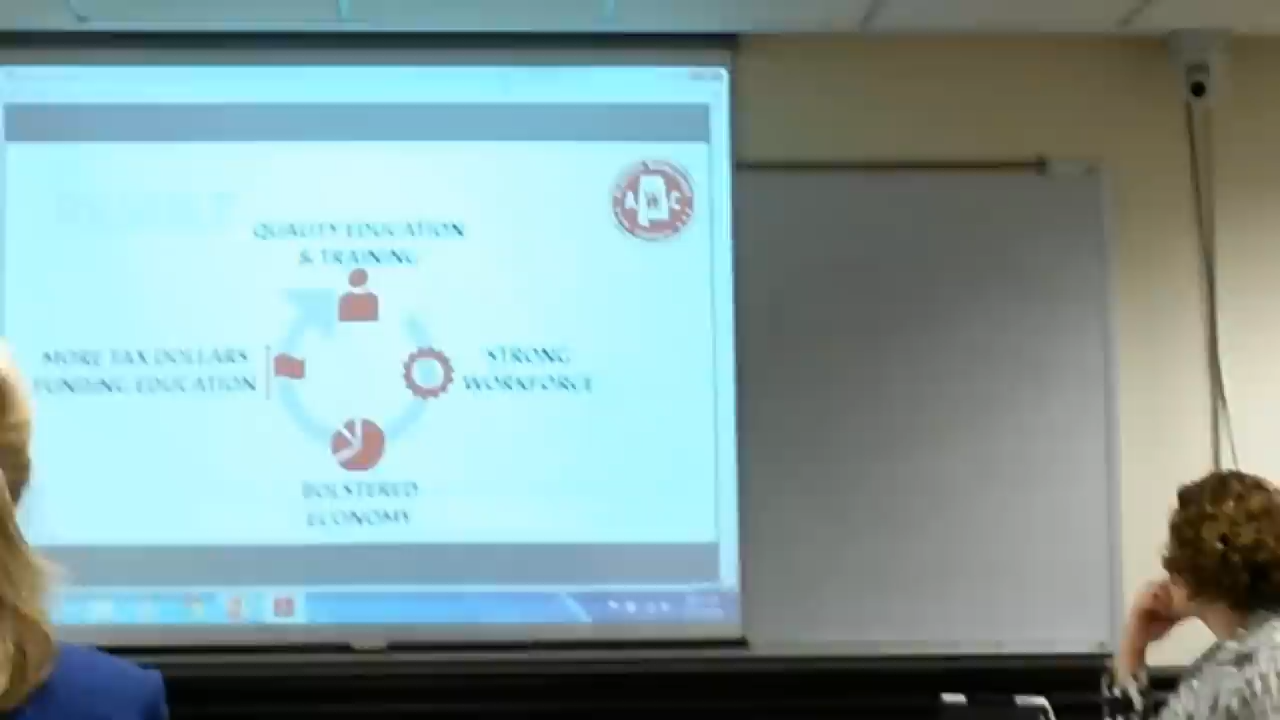 QUALITY EDUCATION
& TRAINING
MORE TAX DOLLARS
FUNDING EDUCATION
STRONG
WORKFORCE
BOLSTERED
ECONOMY
A C